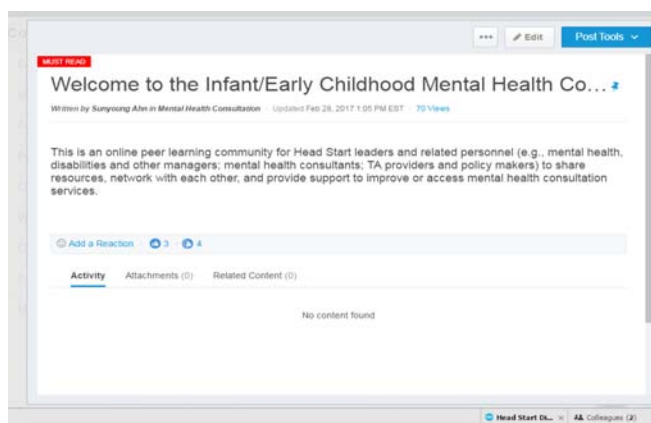 ••• Edit Post Tools
MUST READ
Welcome to the Infant/Early Childhood Mental Health Co...
Written by Sunyoung Ahn in Mental Health Consultation · Updated Feb 28, 2017 1:05 PM EST · 70 Views
This is an online peer learning community for Head Start leaders and related personnel (e.g., mental health,
disabilities and other managers; mental health consultants; TA providers and policy makers) to share
resources, network with each other, and provide support to improve or access mental health consultation
services.
Add a Reaction 3 · 4
Activity Attachments (0) Related Content (0)
No content found
Head Start Di... × Colleagues (2)